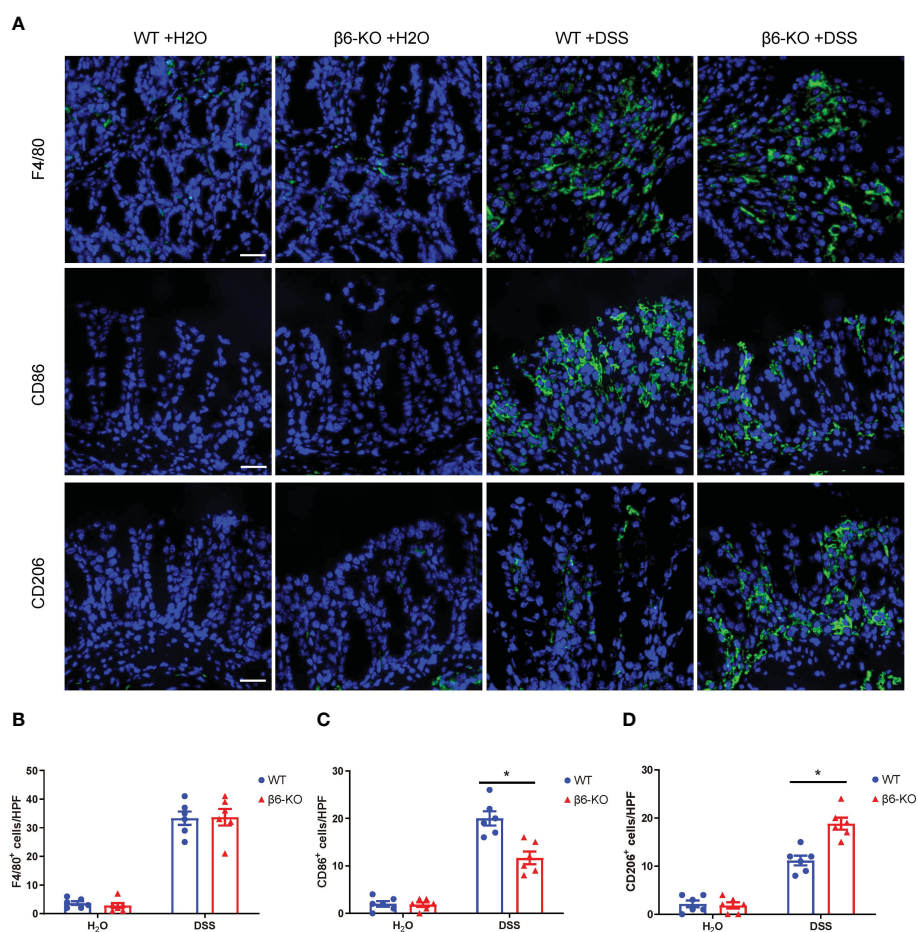 A
WT +H2O
β6-KO +H2O
WT +DSS
β6-KO +DSS
F4/80
CD86
CD206
B
F4/80⁺ cells/HPF
50
40
30
20
10
0
H₂O
DSS
WT
β6-KO
C
CD86⁺ cells/HPF
30
20
10
0
*
H₂O
DSS
WT
β6-KO
D
CD206⁺ cells/HPF
30
20
10
0
*
H₂O
DSS
WT
β6-KO